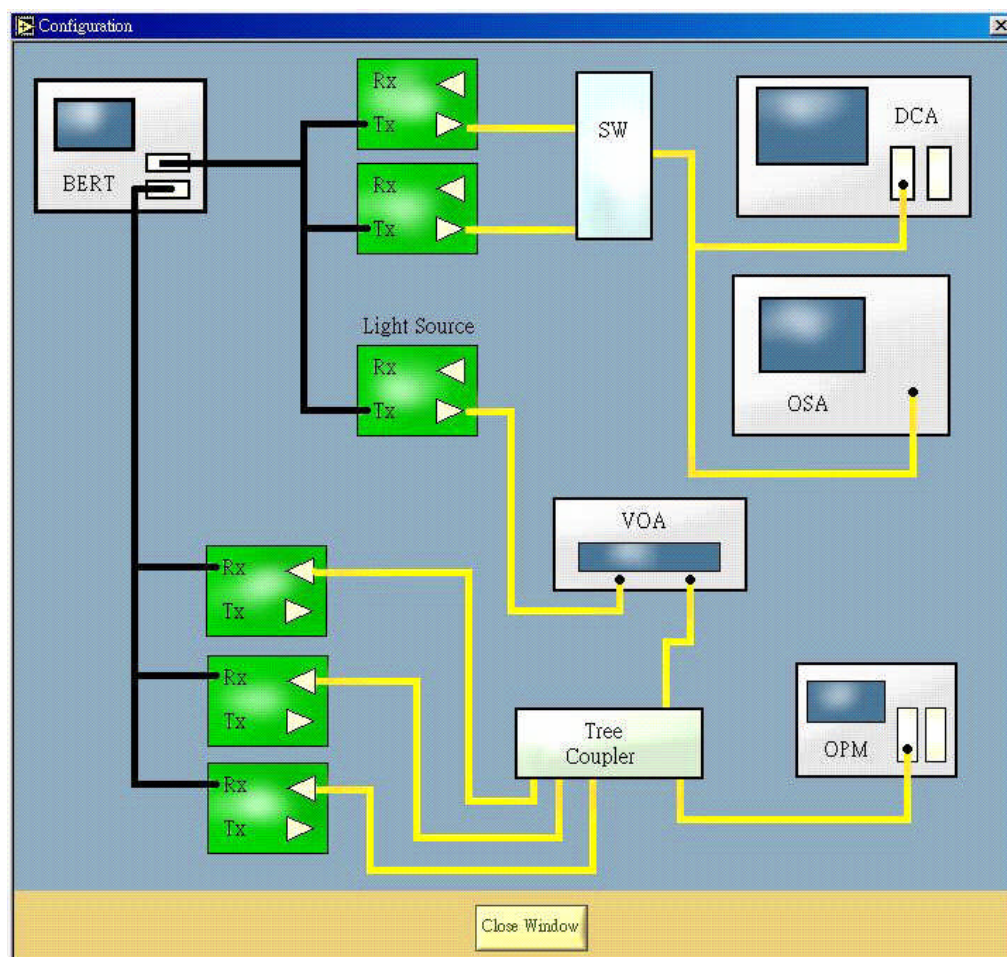 Configuration
BERT
Rx
Tx
Rx
Tx
SW
DCA
Light Source
Rx
Tx
OSA
VOA
Rx
Tx
Rx
Tx
Rx
Tx
Tree
Coupler
OPM
Close Window